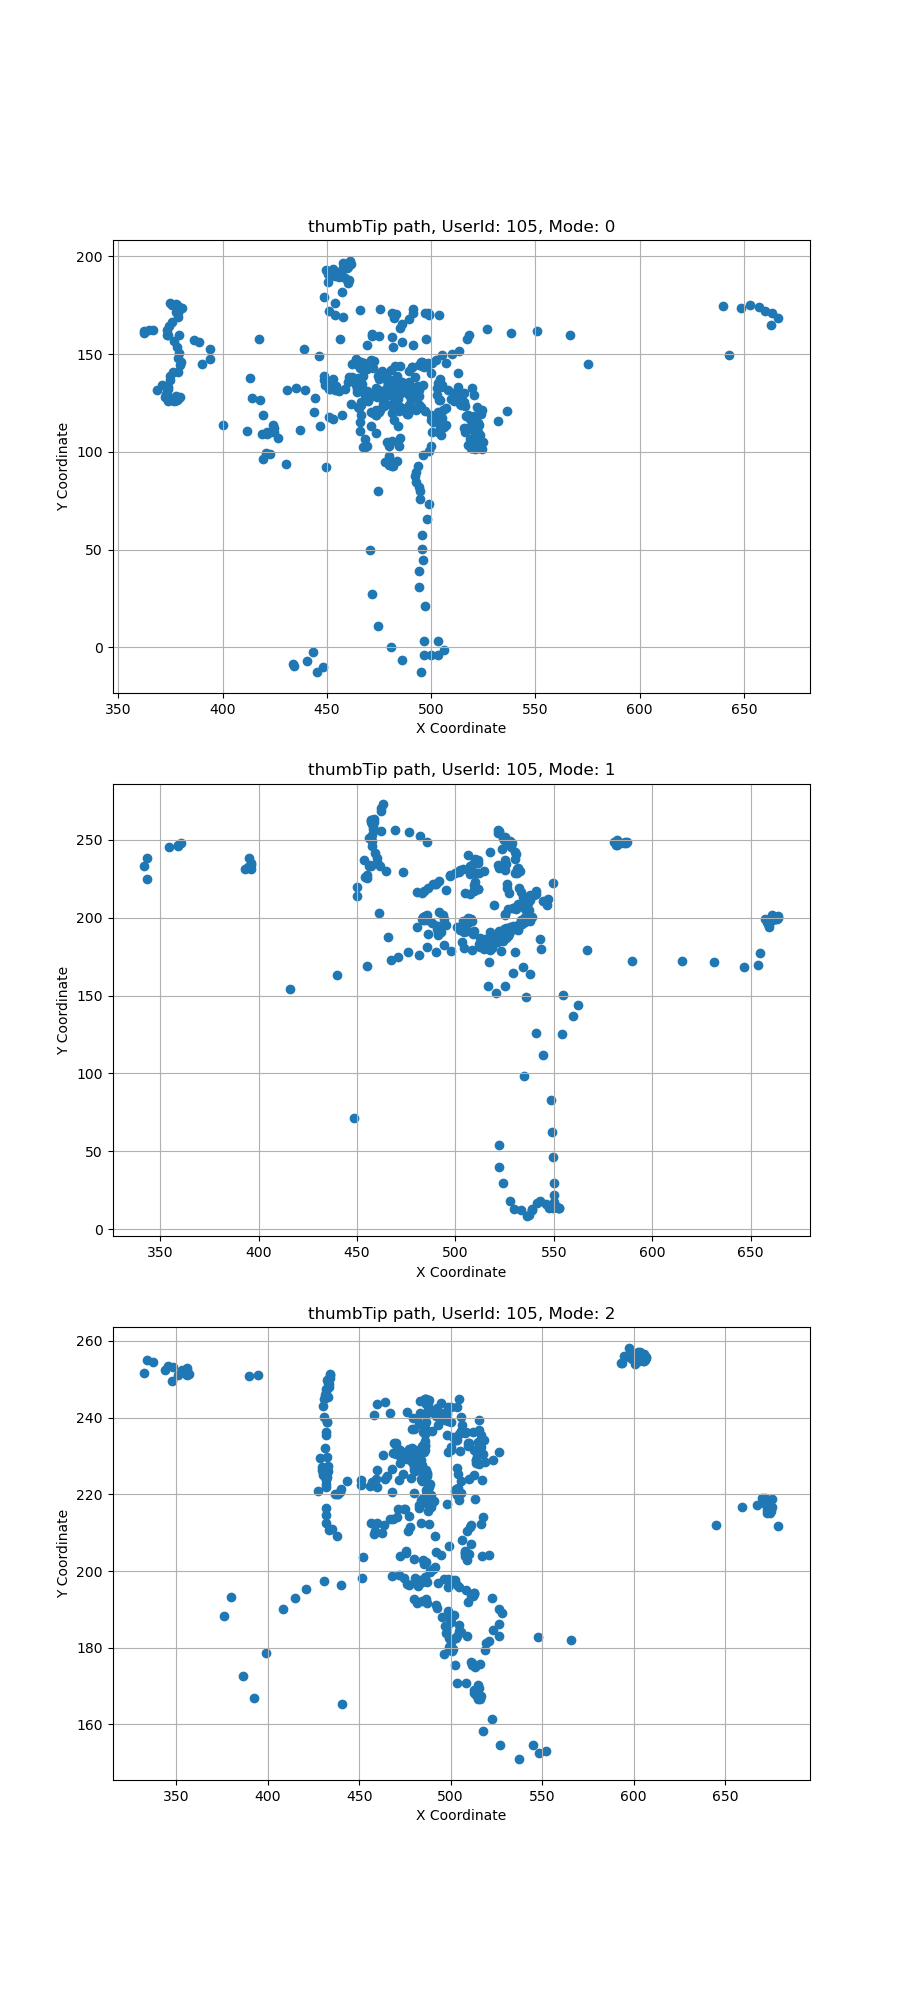 thumbTip path, UserId: 105, Mode: 0
200
150
100
50
0
Y Coordinate
350 400 450 500 550 600 650
X Coordinate
thumbTip path, UserId: 105, Mode: 1
250
200
150
100
50
0
Y Coordinate
350 400 450 500 550 600 650
X Coordinate
thumbTip path, UserId: 105, Mode: 2
260
240
220
200
180
160
Y Coordinate
350 400 450 500 550 600 650
X Coordinate